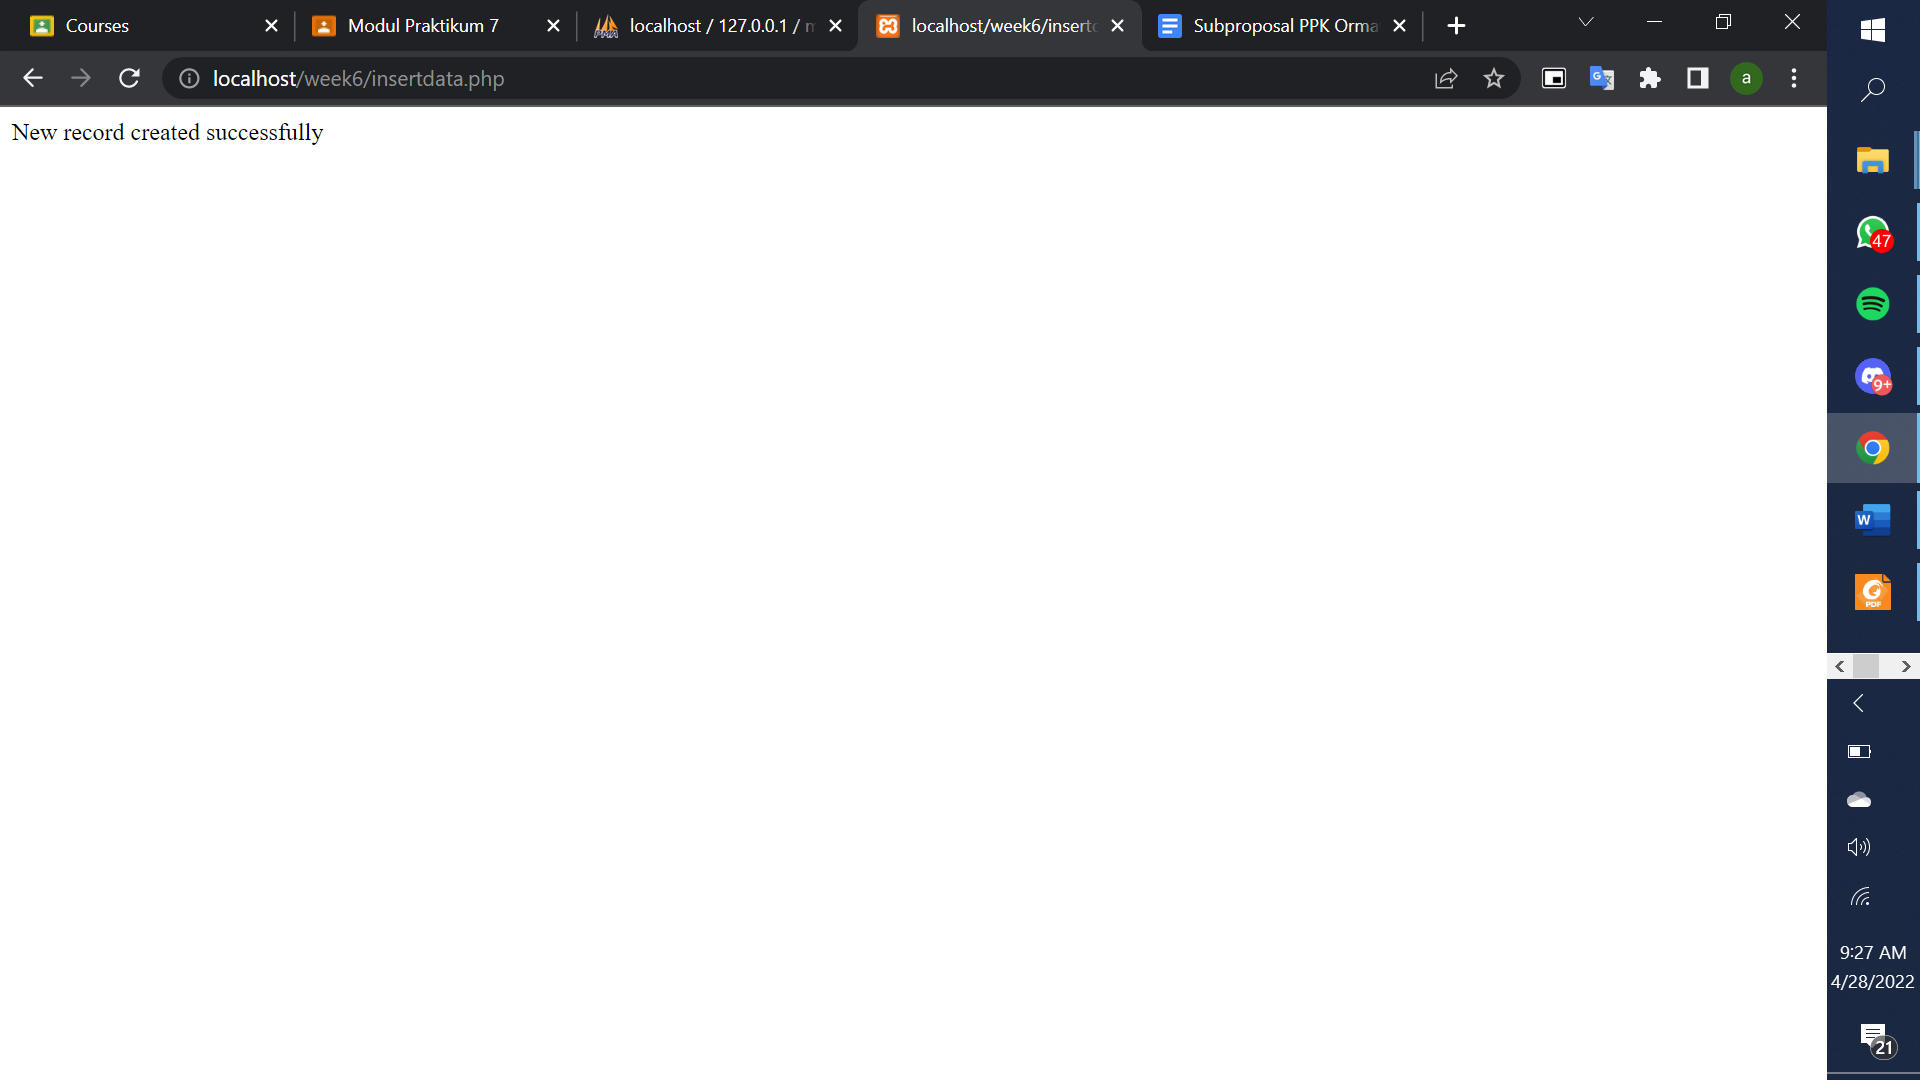 Courses
Modul Praktikum 7
localhost / 127.0.0.1 / m
localhost/week6/insert
Subproposal PPK Orma
localhost/week6/insertdata.php
a
New record created successfully
47
9+
W
PDF
9:27 AM
4/28/2022
21